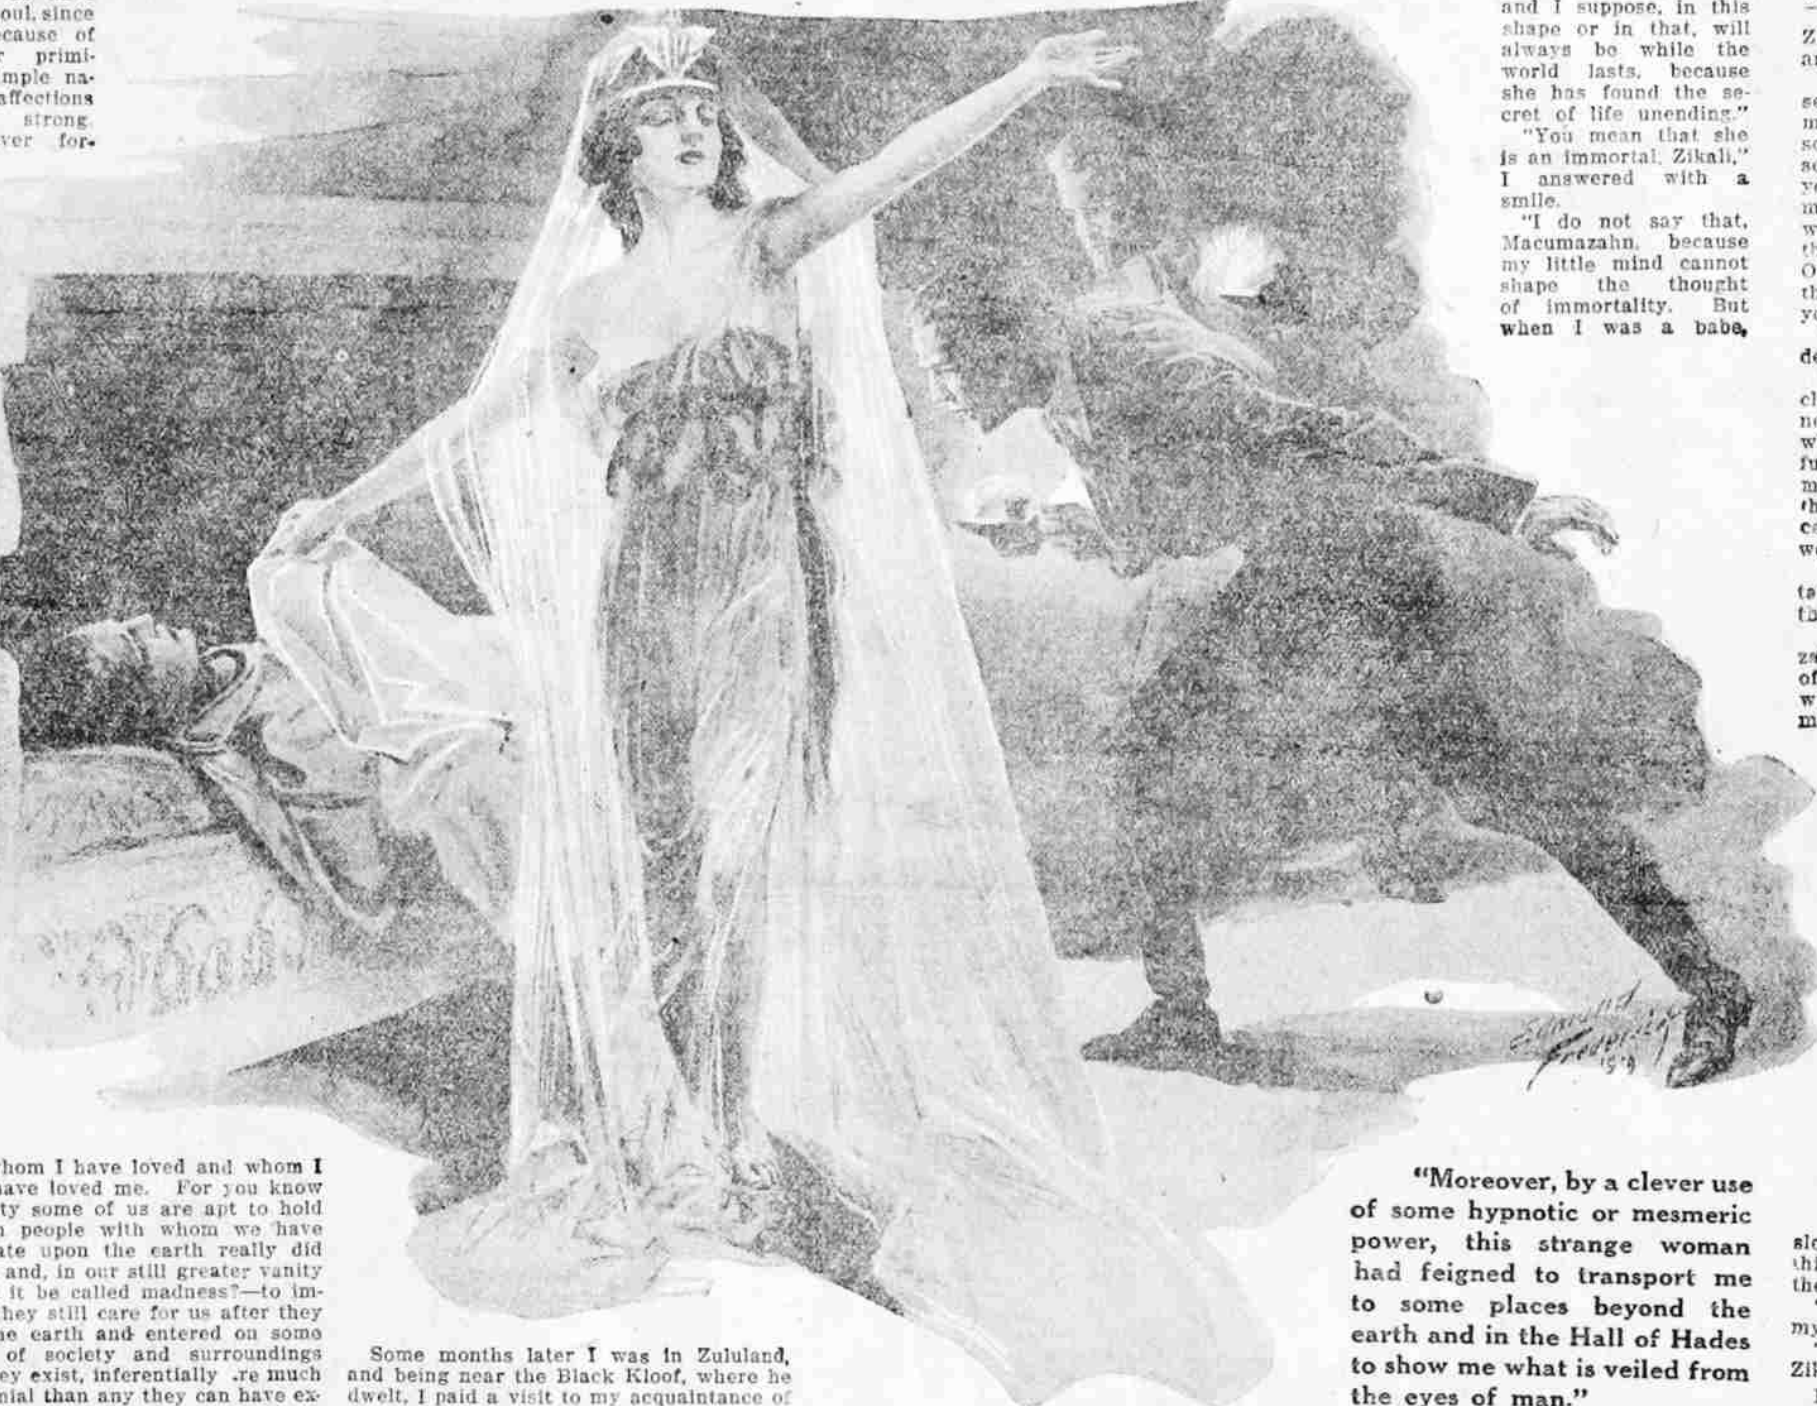 oul, since
ecause of
r primi-
mple na-
affections
strong.
ver for-
hom I have loved and whom I
ave loved me. For you know
ty some of us are apt to hold
n people with whom we have
ate upon the earth really did
and, in our still greater vanity
it be called madness?—to im-
hey still care for us after they
he earth and entered on some
of society and surroundings
ey exist, inferentially .re much
nial than any they can have ex-
Some months later I was in Zululand,
and being near the Black Kloof, where he
dwelt, I paid a visit to my acquaintance of
and I suppose, in this
shape or in that, will
always be while the
world lasts, because
she has found the se-
cret of life unending."
"You mean that she
is an immortal, Zikali,"
I answered with a
smile.
"I do not say that,
Macumazahn, because
my little mind cannot
shape the thought
of immortality. But
when I was a babe,
Edmund
Frederick
"Moreover, by a clever use
of some hypnotic or mesmeric
power, this strange woman
had feigned to transport me
to some places beyond the
earth and in the Hall of Hades
to show me what is veiled from
the eyes of man."